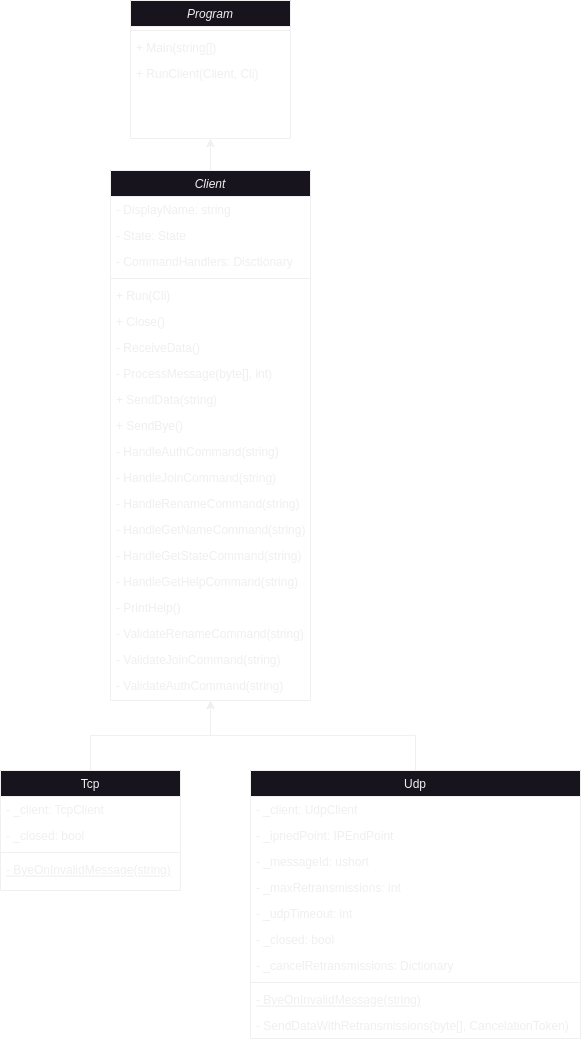 Program
+ Main(string[])
+ RunClient(Client, Cli)
Client
- DisplayName: string
- State: State
- CommandHandlers: Disctionary
+ Run(Cli)
+ Close()
- ReceiveData()
- ProcessMessage(byte[], int)
+ SendData(string)
+ SendBye()
- HandleAuthCommand(string)
- HandleJoinCommand(string)
- HandleRenameCommand(string)
- HandleGetNameCommand(string)
- HandleGetStateCommand(string)
- HandleGetHelpCommand(string)
- PrintHelp()
- ValidateRenameCommand(string)
- ValidateJoinCommand(string)
- ValidateAuthCommand(string)
Tcp
- _client: TcpClient
- _closed: bool
- ByeOnInvalidMessage(string)
Udp
- _client: UdpClient
- _ipnedPoint: IPEndPoint
- _messageId: ushort
- _maxRetransmissions: int
- _udpTimeout: int
- _closed: bool
- _cancelRetransmissinns: Dictionary
- ByeOnInvalidMessage(string)
- SendDataWithRetransmissions(byte[], CancelationToken)